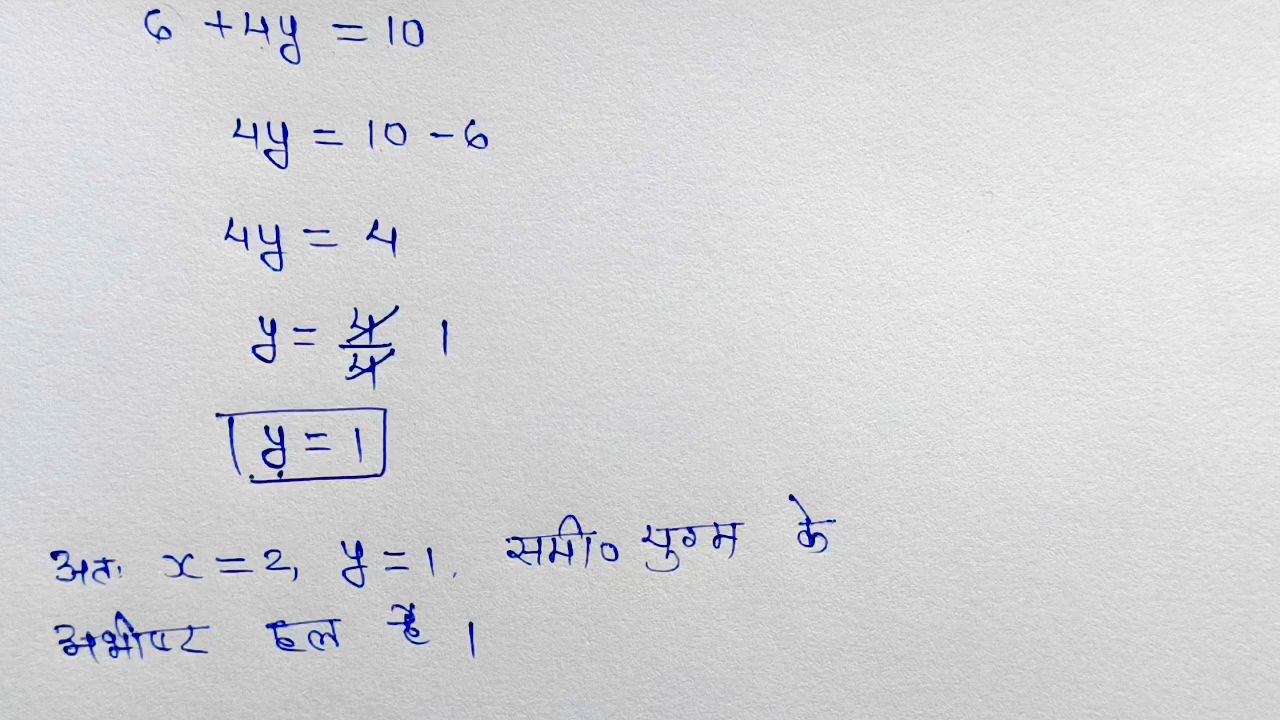 6 + 4y = 10
4y = 10 - 6
4y = 4
y = 4/4 1
y = 1
अतः x = 2, y = 1. समी० युग्म के
अभीष्ट हल है ।